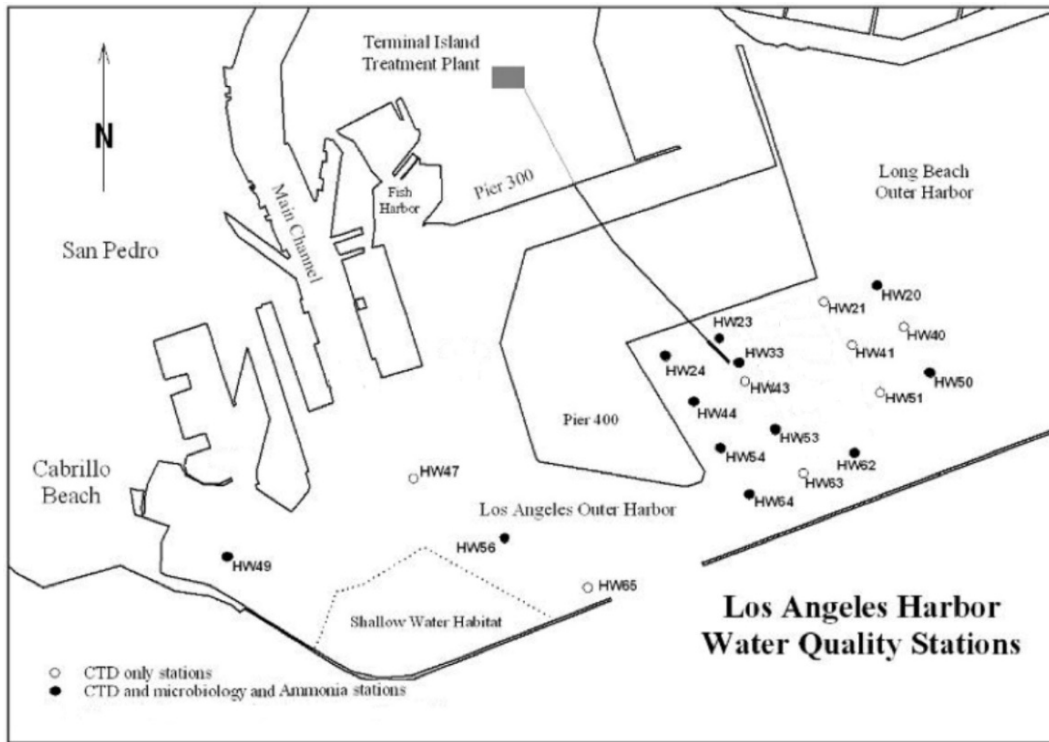 Terminal Island
Treatment Plant
N
Long Beach
Outer Harbor
Pier 300
Fish
Harbor
Main Channel
San Pedro
HW20
HW21
HW23
HW40
HW33
HW41
HW24
HW43
HW50
HW51
HW44
Pier 400
HW53
HW54
HW62
Cabrillo
Beach
HW47
HW63
HW64
Los Angeles Outer Harbor
HW56
HW49
HW65
Shallow Water Habitat
Los Angeles Harbor
Water Quality Stations
CTD only stations
CTD and microbiology and Ammonia stations